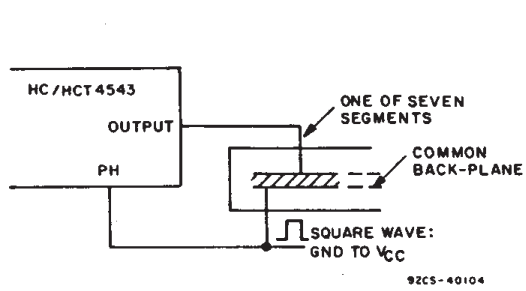 HC/HCT4543
OUTPUT
PH
ONE OF SEVEN
SEGMENTS
COMMON
BACK-PLANE
SQUARE WAVE:
GND TO VCC
92CS-40104